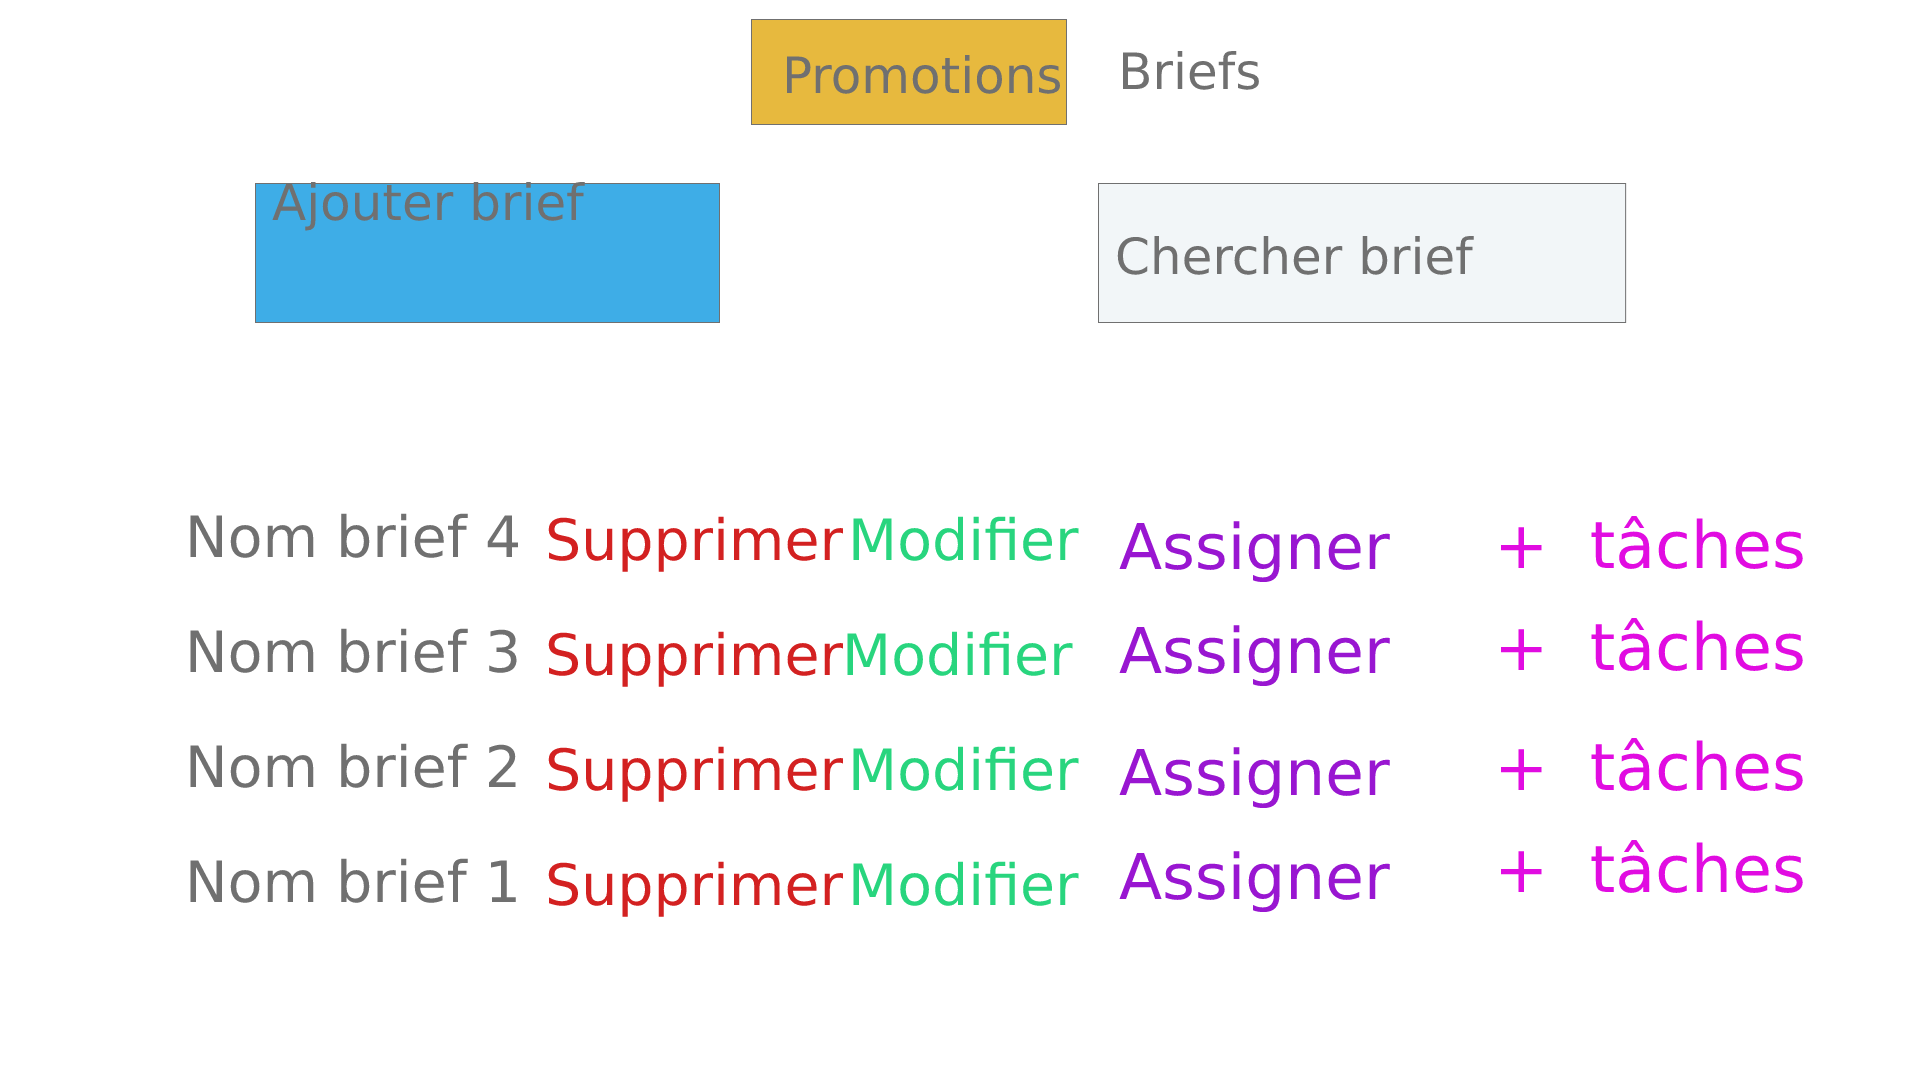 Promotions Briefs
Ajouter brief
Chercher brief
Nom brief 4 Supprimer Modifier Assigner + tâches
Nom brief 3 Supprimer Modifier Assigner + tâches
Nom brief 2 Supprimer Modifier Assigner + tâches
Nom brief 1 Supprimer Modifier Assigner + tâches